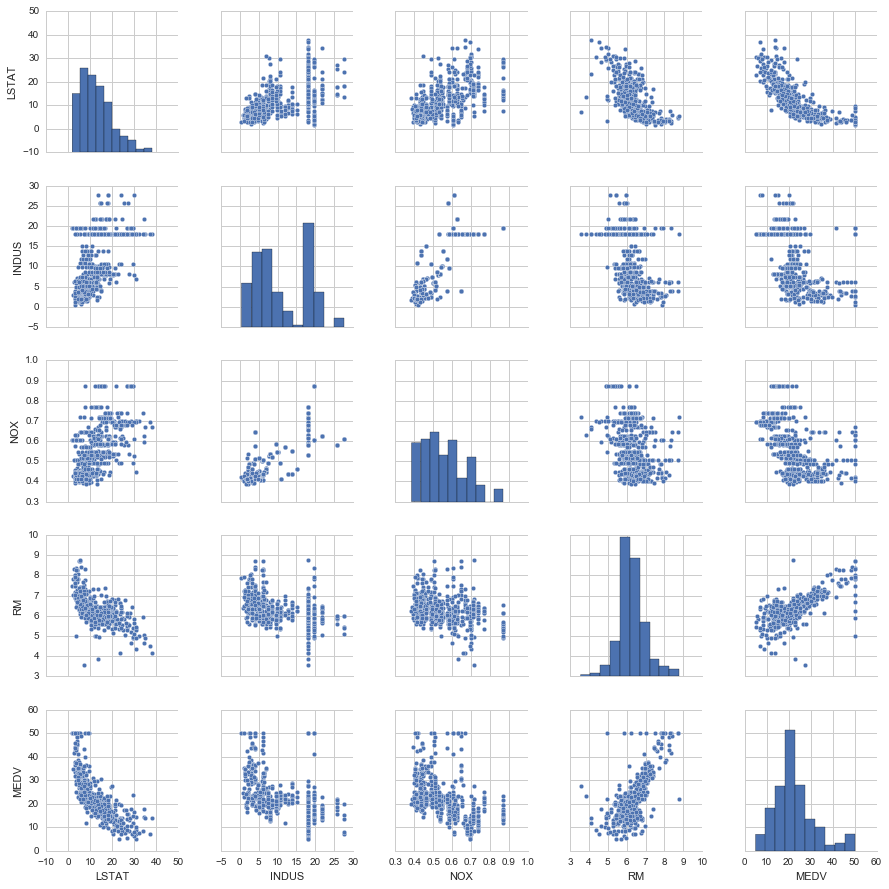 50
40
30
20
10
0
−10
LSTAT
30
25
20
15
10
5
0
−5
INDUS
1.0
0.9
0.8
0.7
0.6
0.5
0.4
0.3
NOX
10
9
8
7
6
5
4
3
RM
60
50
40
30
20
10
0
MEDV
−10 0 10 20 30 40 50
−5 0 5 10 15 20 25 30
0.3 0.4 0.5 0.6 0.7 0.8 0.9 1.0
3 4 5 6 7 8 9 10
0 10 20 30 40 50 60
LSTAT
INDUS
NOX
RM
MEDV